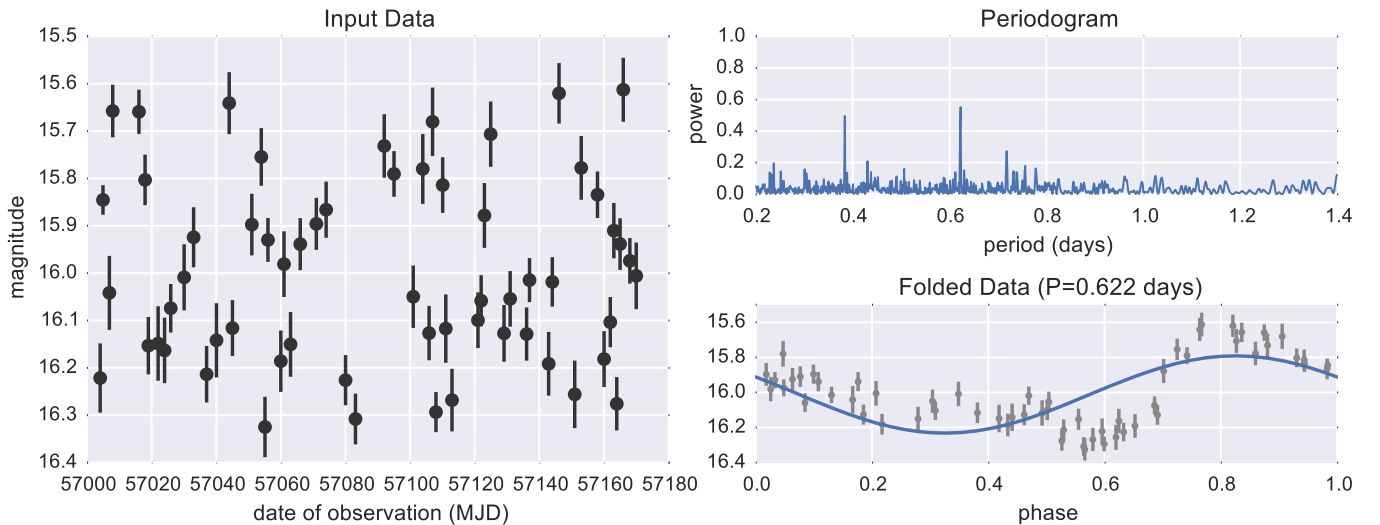 Input Data
magnitude
15.5
15.6
15.7
15.8
15.9
16.0
16.1
16.2
16.3
16.4
57000 57020 57040 57060 57080 57100 57120 57140 57160 57180
date of observation (MJD)
Periodogram
power
1.0
0.8
0.6
0.4
0.2
0.0
0.2 0.4 0.6 0.8 1.0 1.2 1.4
period (days)
Folded Data (P=0.622 days)
15.6
15.8
16.0
16.2
16.4
0.0 0.2 0.4 0.6 0.8 1.0
phase